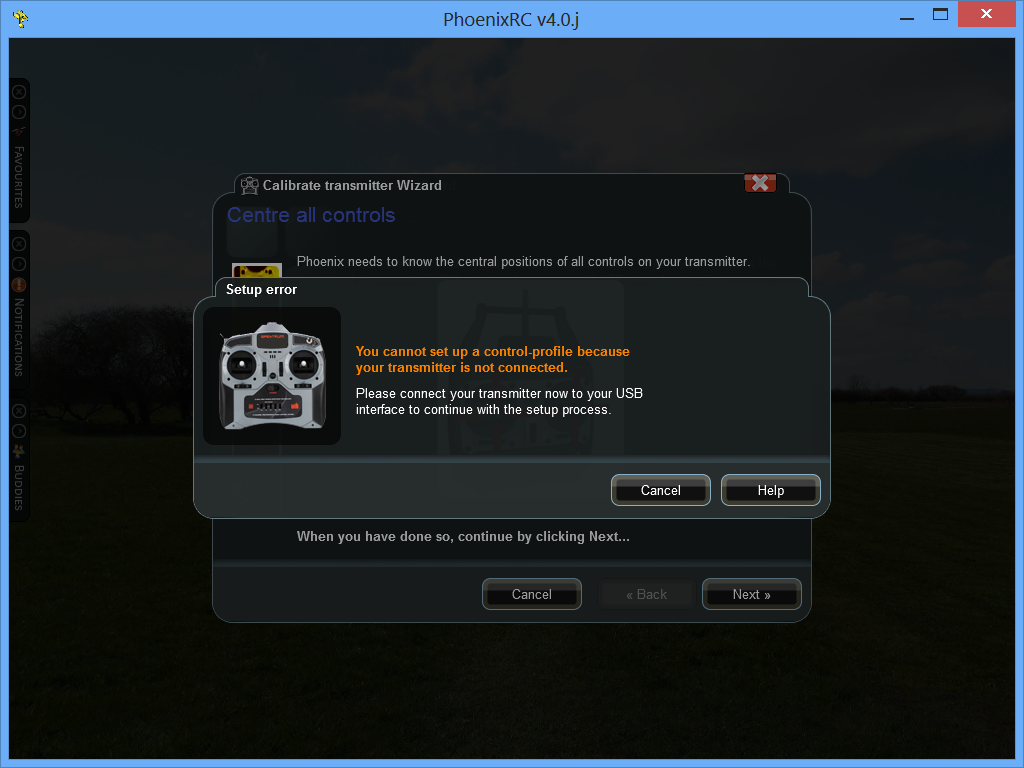 PhoenixRC v4.0.j
FAVOURITES
NOTIFICATIONS
BUDDIES
Calibrate transmitter Wizard
Centre all controls
Phoenix needs to know the central positions of all controls on your transmitter.
Setup error
You cannot set up a control-profile because
your transmitter is not connected.
Please connect your transmitter now to your USB
interface to continue with the setup process.
Cancel
Help
When you have done so, continue by clicking Next...
Cancel
« Back
Next »